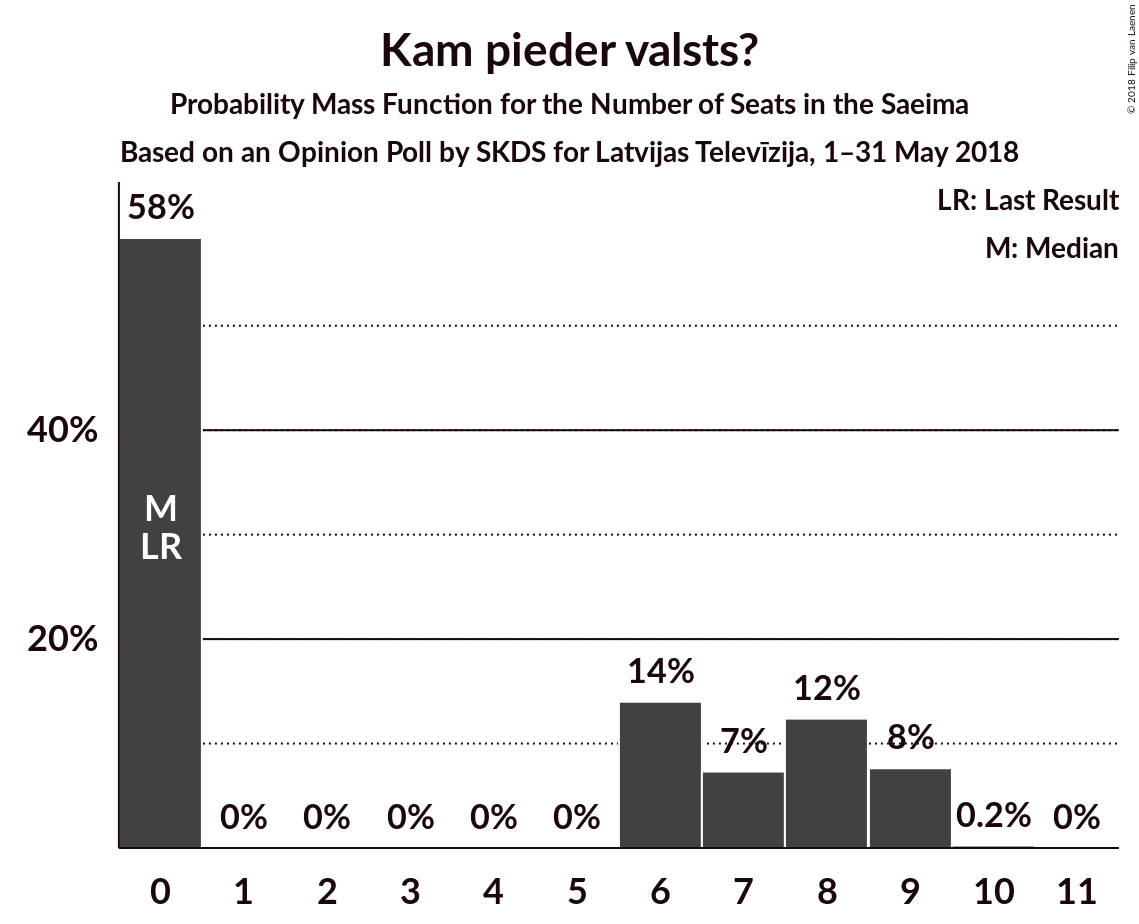 Kam pieder valsts?
Probability Mass Function for the Number of Seats in the Saeima
Based on an Opinion Poll by SKDS for Latvijas Televīzija, 1–31 May 2018
© 2018 Filip van Laenen
LR: Last Result
M: Median
58%
40%
20%
M
LR
0%
0%
0%
0%
0%
14%
7%
12%
8%
0.2%
0%
0 1 2 3 4 5 6 7 8 9 10 11